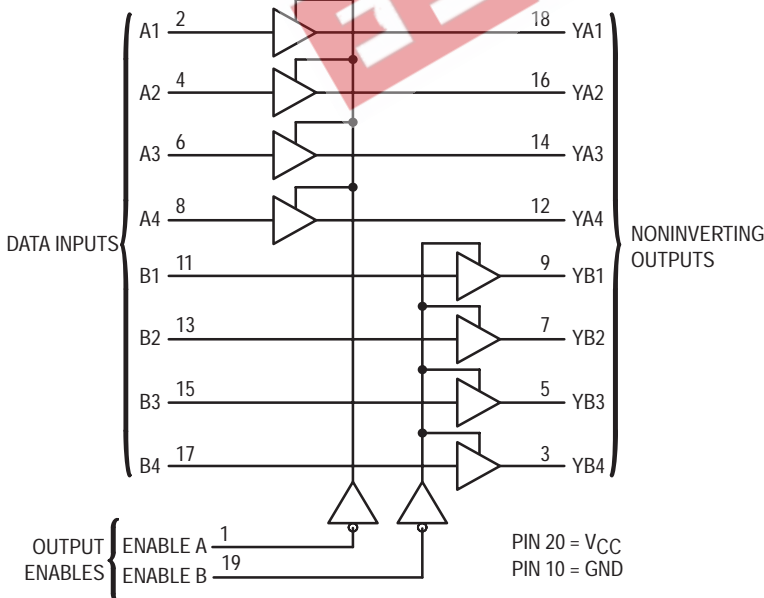 A1 2 18 YA1
A2 4 16 YA2
A3 6 14 YA3
A4 8 12 YA4
DATA INPUTS
NONINVERTING
OUTPUTS
B1 11 9 YB1
B2 13 7 YB2
B3 15 5 YB3
B4 17 3 YB4
OUTPUT
ENABLES
ENABLE A 1
ENABLE B 19
PIN 20 = VCC
PIN 10 = GND